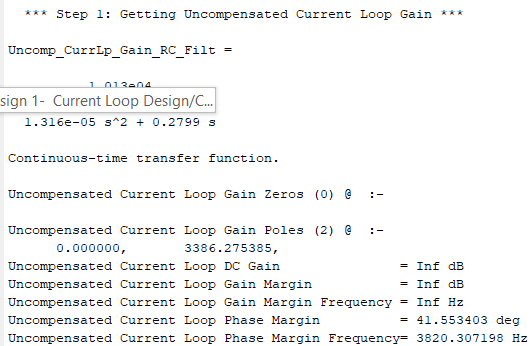 *** Step 1: Getting Uncompensated Current Loop Gain ***
Uncomp_CurrLp_Gain_RC_Filt =
1.013e04
sign 1- Current Loop Design/C...
1.316e-05 s^2 + 0.2799 s
Continuous-time transfer function.
Uncompensated Current Loop Gain Zeros (0) @  :-
Uncompensated Current Loop Gain Poles (2) @  :-
0.000000,       3386.275385,
Uncompensated Current Loop DC Gain               = Inf dB
Uncompensated Current Loop Gain Margin           = Inf dB
Uncompensated Current Loop Gain Margin Frequency = Inf Hz
Uncompensated Current Loop Phase Margin          = 41.553403 deg
Uncompensated Current Loop Phase Margin Frequency= 3820.307198 Hz